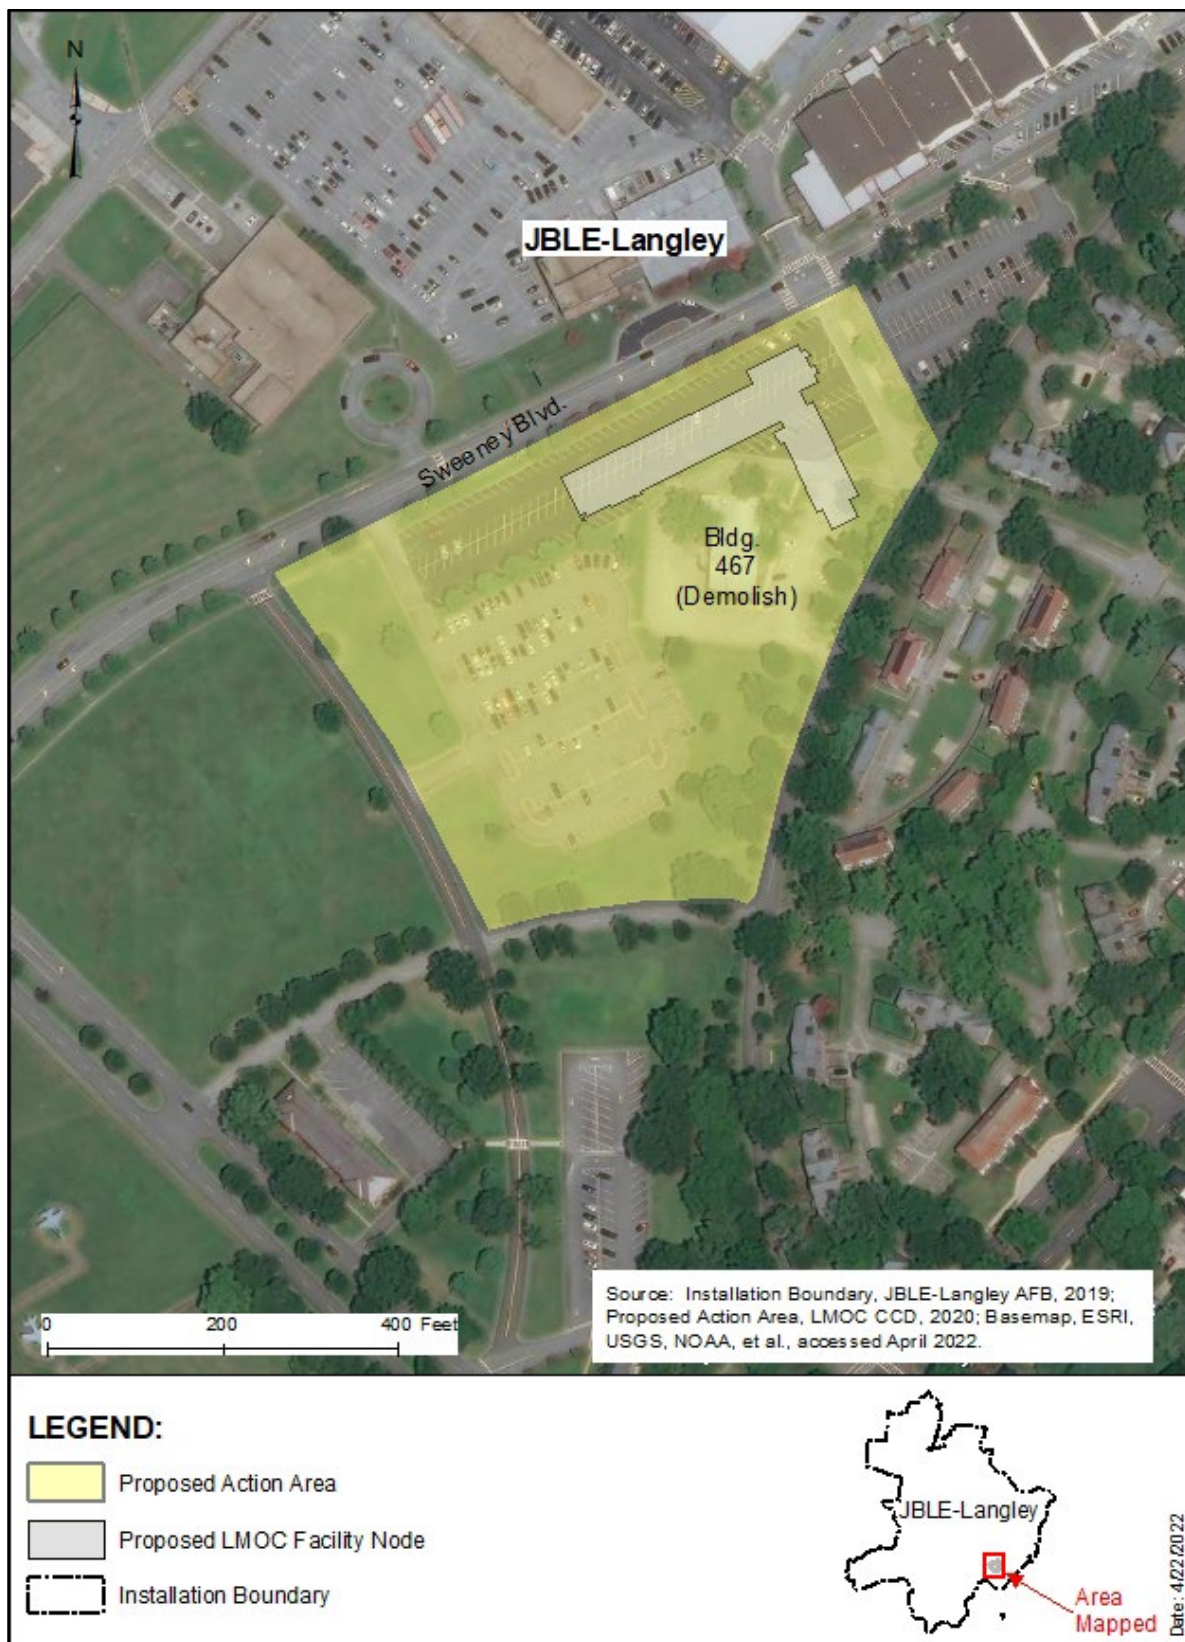 N
JBLE-Langley
Sweeney Blvd.
Bldg.
467
(Demolish)
0 200 400 Feet
Source: Installation Boundary, JBLE-Langley AFB, 2019;
Proposed Action Area, LMOC CCD, 2020; Basemap, ESRI,
USGS, NOAA, et al., accessed April 2022.
LEGEND:
Proposed Action Area
Proposed LMOC Facility Node
Installation Boundary
JBLE-Langley
Area
Mapped
Date: 4/22/2022